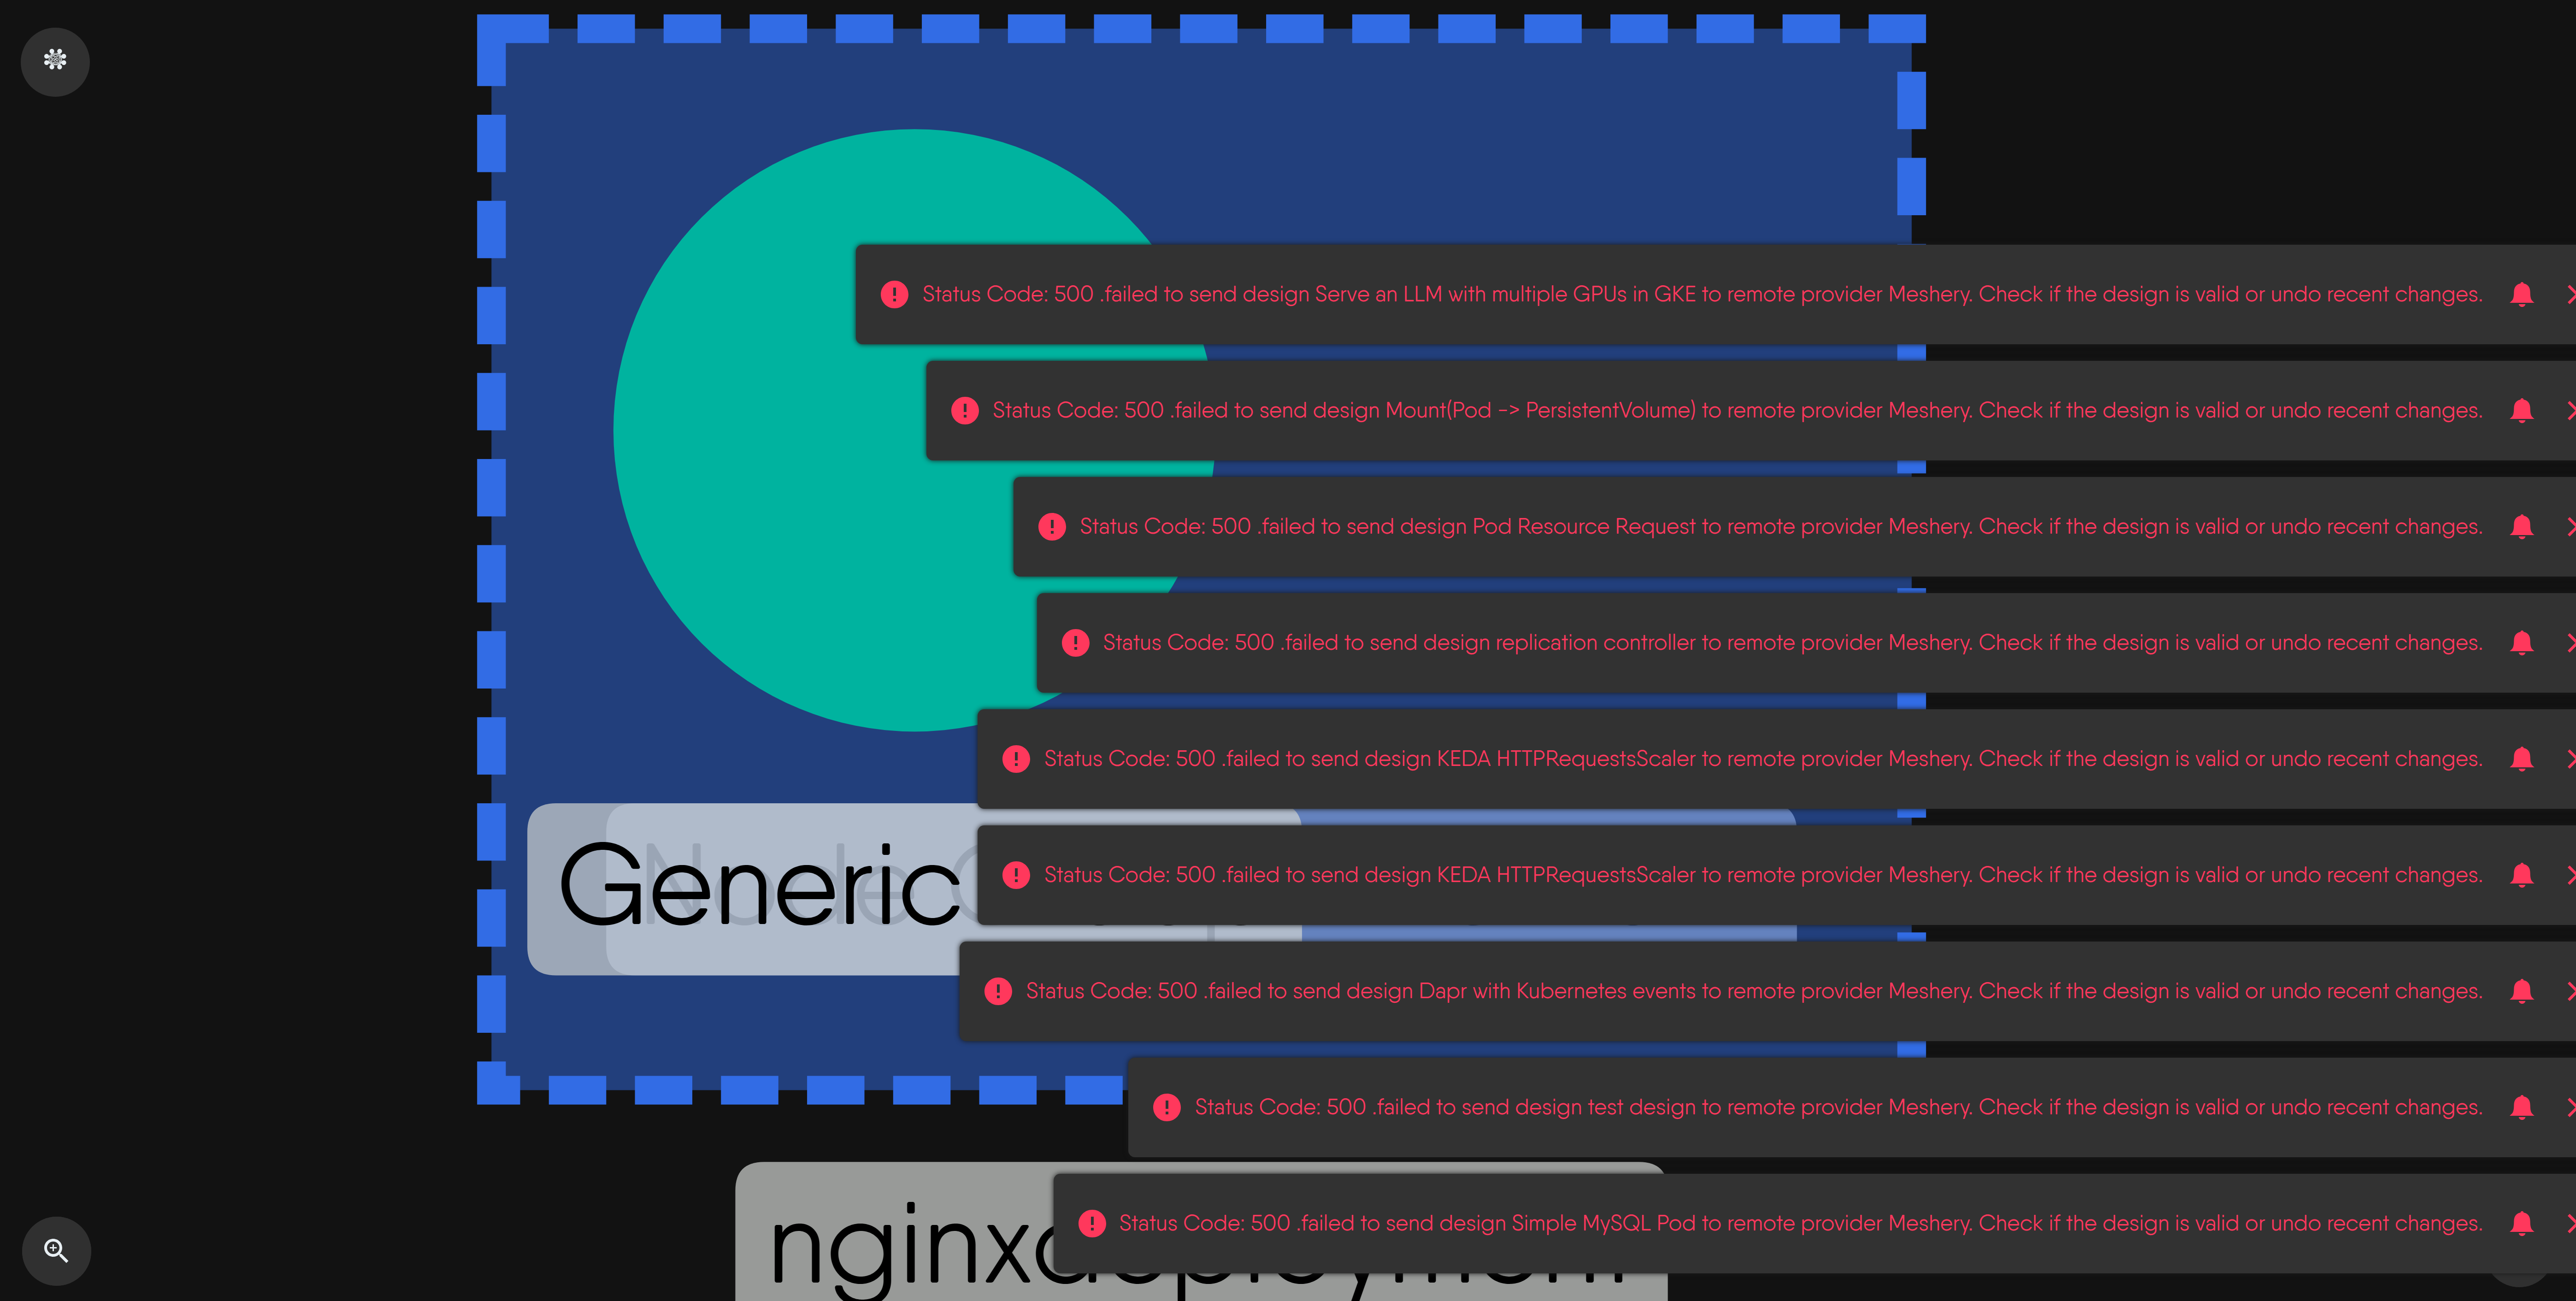 Status Code: 500 .failed to send design Serve an LLM with multiple GPUs in GKE to remote provider Meshery. Check if the design is valid or undo recent changes.
Status Code: 500 .failed to send design Mount(Pod -> PersistentVolume) to remote provider Meshery. Check if the design is valid or undo recent changes.
Status Code: 500 .failed to send design Pod Resource Request to remote provider Meshery. Check if the design is valid or undo recent changes.
Status Code: 500 .failed to send design replication controller to remote provider Meshery. Check if the design is valid or undo recent changes.
Status Code: 500 .failed to send design KEDA HTTPRequestsScaler to remote provider Meshery. Check if the design is valid or undo recent changes.
Generic
Status Code: 500 .failed to send design KEDA HTTPRequestsScaler to remote provider Meshery. Check if the design is valid or undo recent changes.
Status Code: 500 .failed to send design Dapr with Kubernetes events to remote provider Meshery. Check if the design is valid or undo recent changes.
Status Code: 500 .failed to send design test design to remote provider Meshery. Check if the design is valid or undo recent changes.
Status Code: 500 .failed to send design Simple MySQL Pod to remote provider Meshery. Check if the design is valid or undo recent changes.